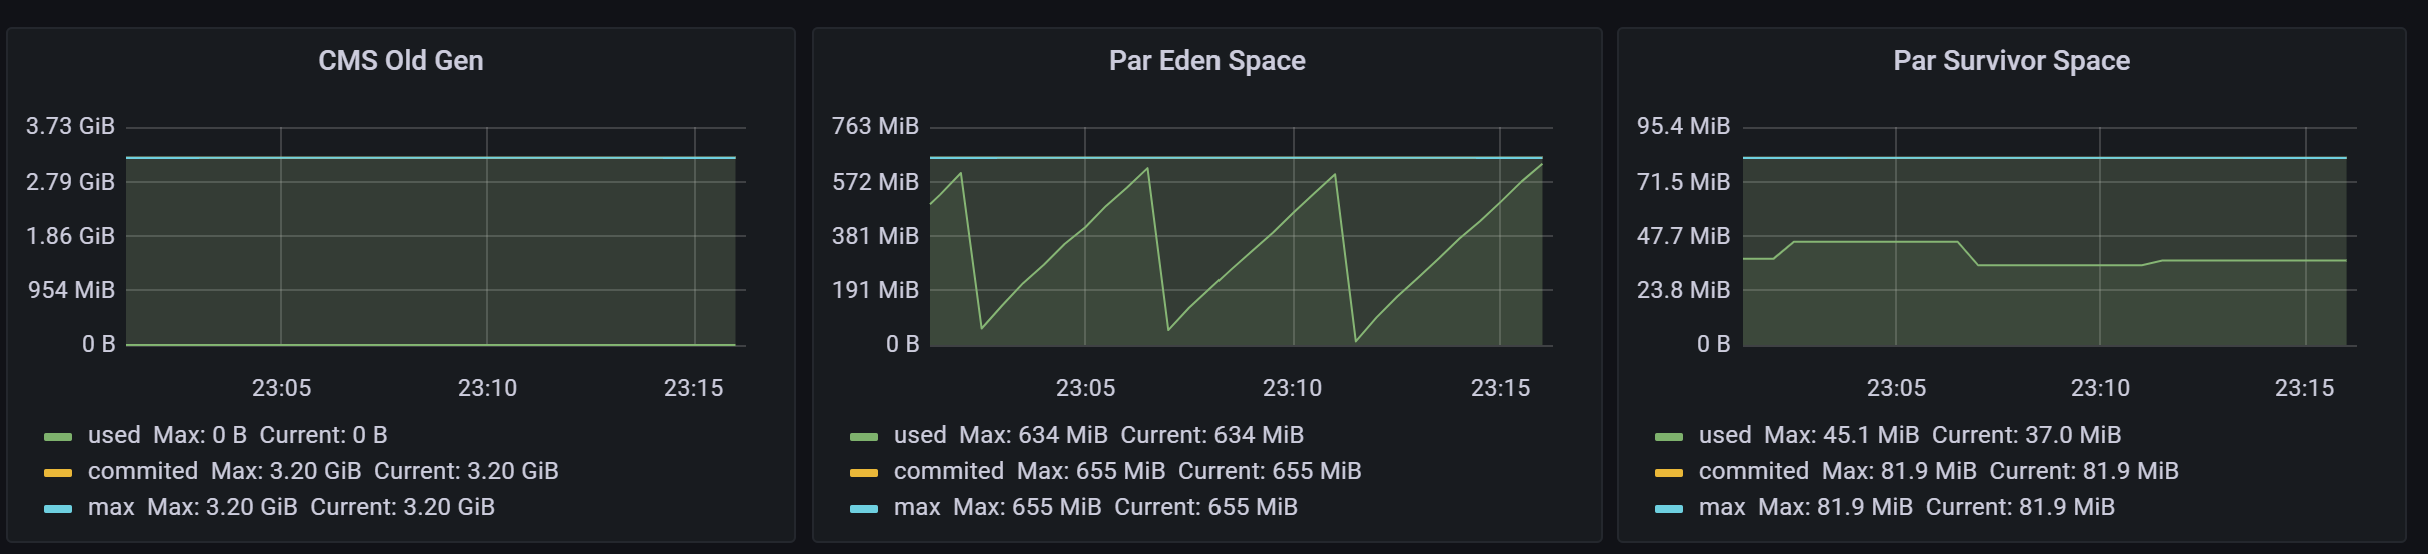 CMS Old Gen
3.73 GiB
2.79 GiB
1.86 GiB
954 MiB
0 B
23:05 23:10 23:15
used Max: 0 B Current: 0 B
commited Max: 3.20 GiB Current: 3.20 GiB
max Max: 3.20 GiB Current: 3.20 GiB
Par Eden Space
763 MiB
572 MiB
381 MiB
191 MiB
0 B
23:05 23:10 23:15
used Max: 634 MiB Current: 634 MiB
commited Max: 655 MiB Current: 655 MiB
max Max: 655 MiB Current: 655 MiB
Par Survivor Space
95.4 MiB
71.5 MiB
47.7 MiB
23.8 MiB
0 B
23:05 23:10 23:15
used Max: 45.1 MiB Current: 37.0 MiB
commited Max: 81.9 MiB Current: 81.9 MiB
max Max: 81.9 MiB Current: 81.9 MiB